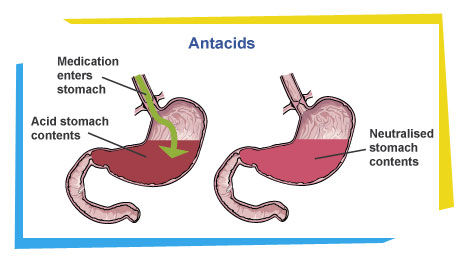 Antacids
Medication
enters
stomach
Acid stomach
contents
Neutralised
stomach
contents